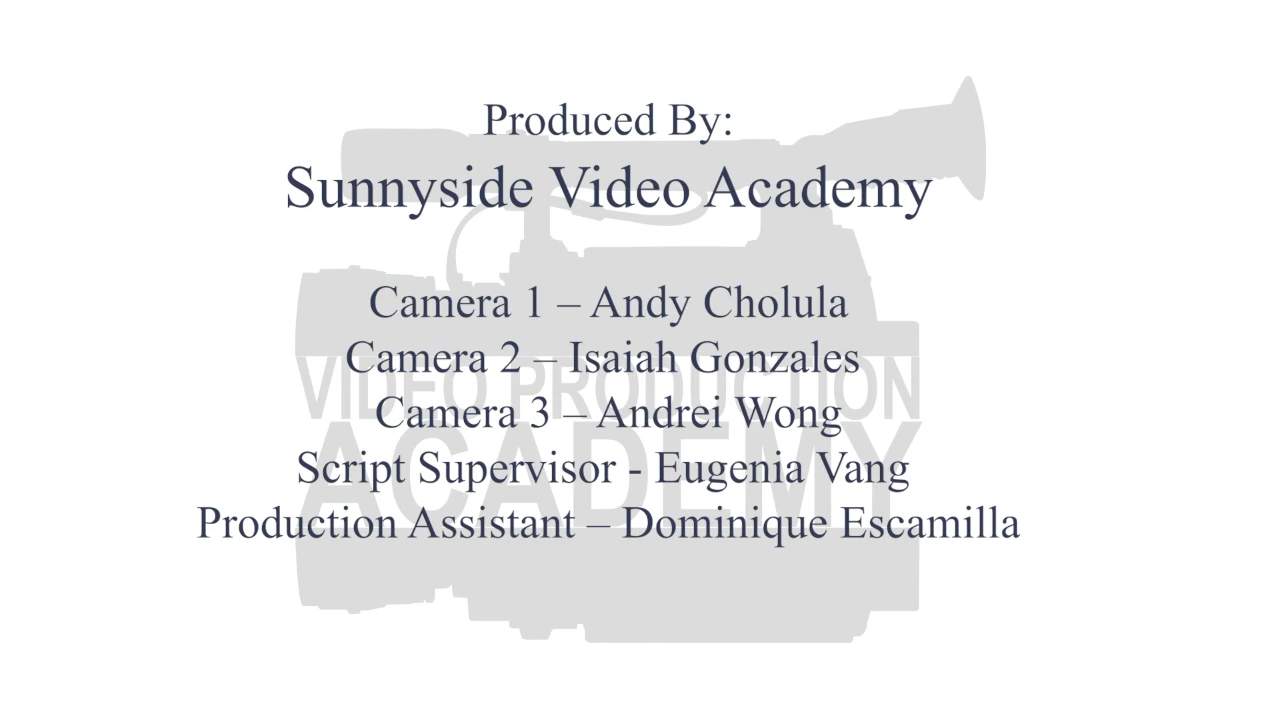 Produced By:
Sunnyside Video Academy
Camera 1 – Andy Cholula
Camera 2 – Isaiah Gonzales
Camera 3 – Andrei Wong
Script Supervisor - Eugenia Vang
Production Assistant – Dominique Escamilla
VIDEO PRODUCTION
ACADEMY